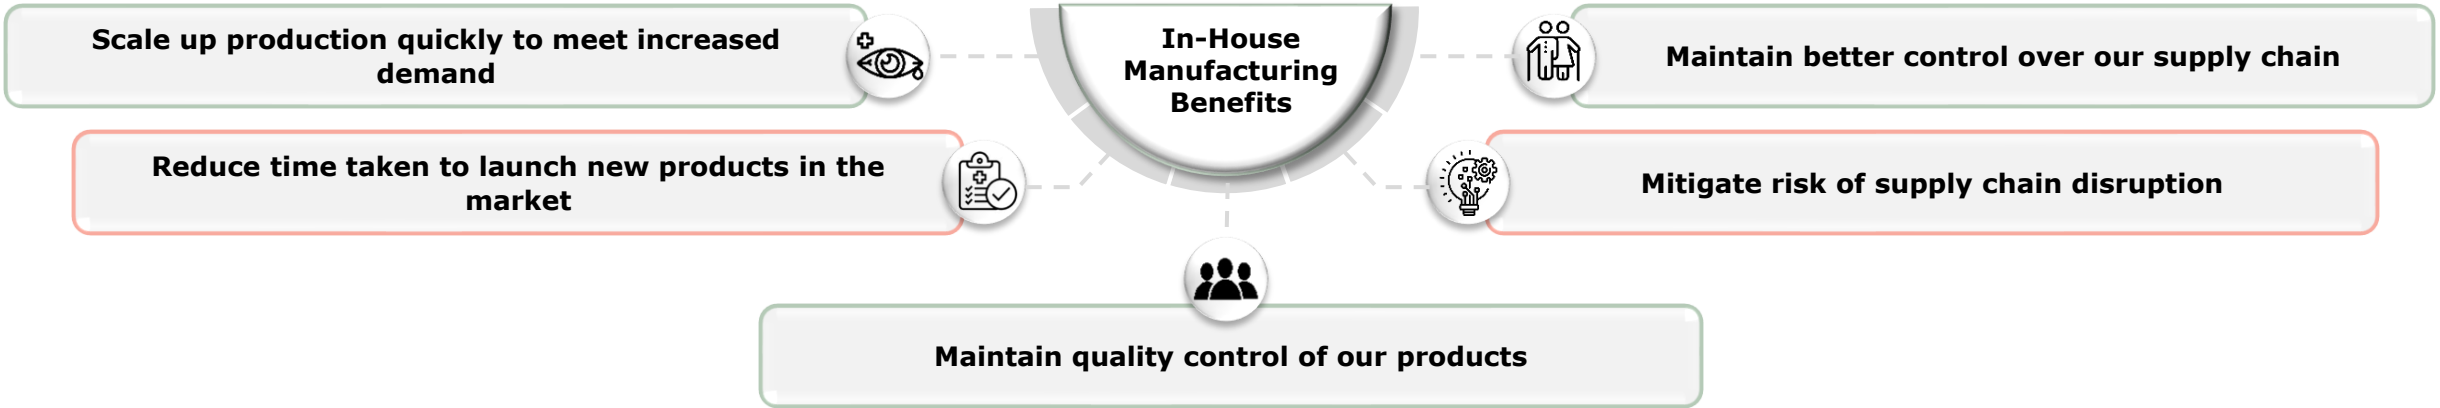 In-House
Manufacturing
Benefits
Scale up production quickly to meet increased
demand
Maintain better control over our supply chain
Reduce time taken to launch new products in the
market
Mitigate risk of supply chain disruption
Maintain quality control of our products